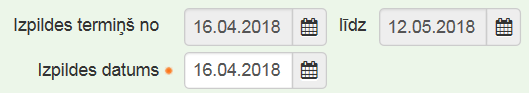 Izpildes termiņš no 16.04.2018 līdz 12.05.2018
Izpildes datums 16.04.2018